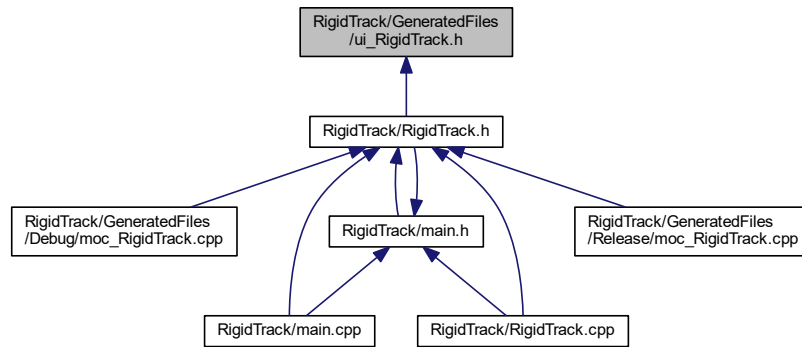 RigidTrack/GeneratedFiles
/ui_RigidTrack.h
RigidTrack/RigidTrack.h
RigidTrack/GeneratedFiles
/Debug/moc_RigidTrack.cpp
RigidTrack/main.h
RigidTrack/GeneratedFiles
/Release/moc_RigidTrack.cpp
RigidTrack/main.cpp
RigidTrack/RigidTrack.cpp